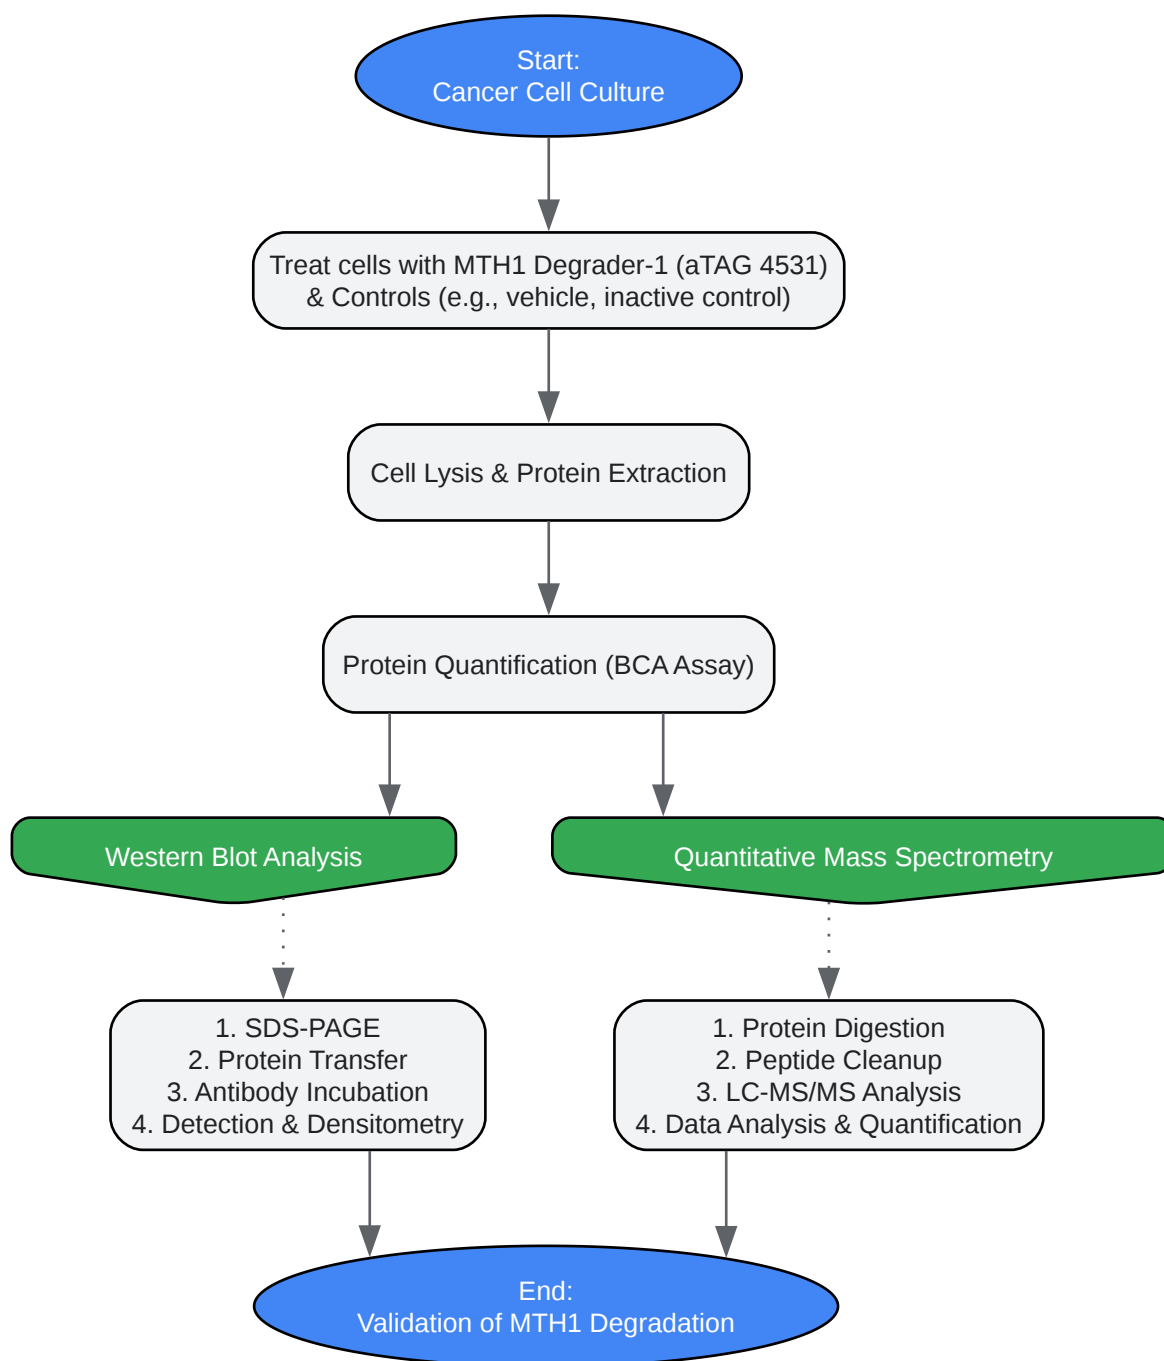 Start:
Cancer Cell Culture
Treat cells with MTH1 Degrader-1 (aTAG 4531)
& Controls (e.g., vehicle, inactive control)
Cell Lysis & Protein Extraction
Protein Quantification (BCA Assay)
Western Blot Analysis
Quantitative Mass Spectrometry
1. SDS-PAGE
2. Protein Transfer
3. Antibody Incubation
4. Detection & Densitometry
1. Protein Digestion
2. Peptide Cleanup
3. LC-MS/MS Analysis
4. Data Analysis & Quantification
End:
Validation of MTH1 Degradation